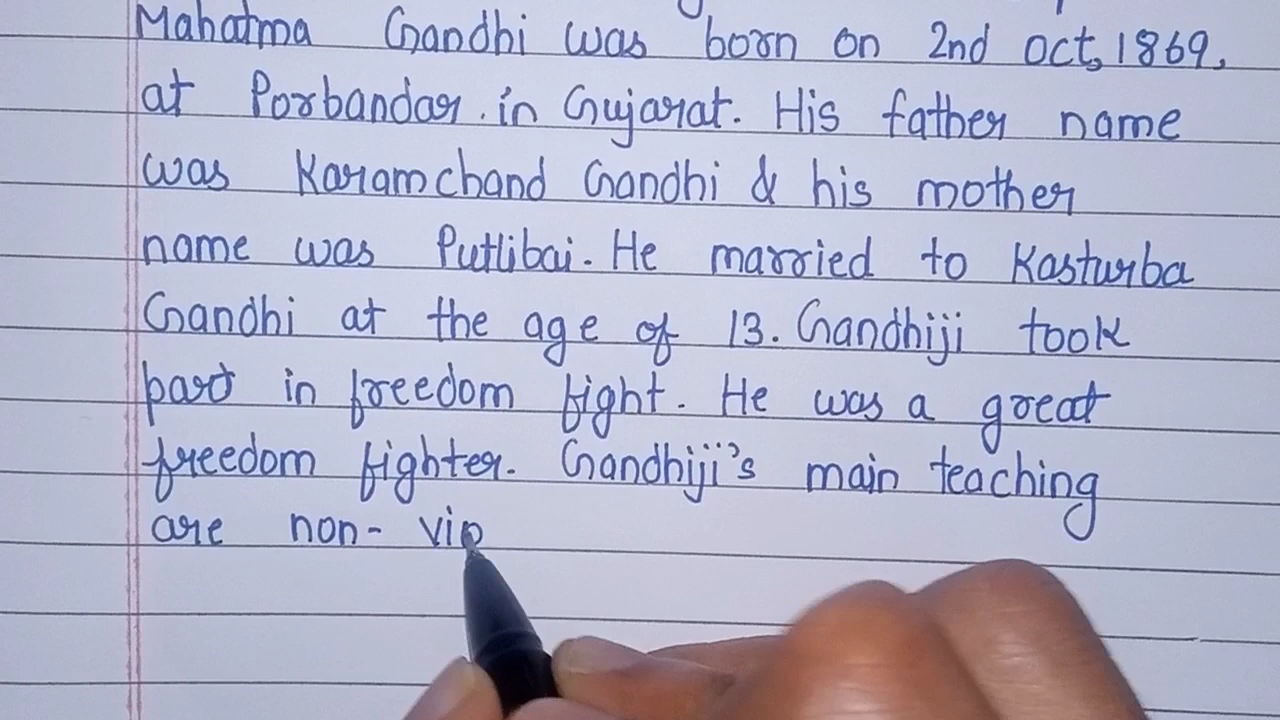 Mahatma Gandhi was born on 2nd Oct, 1869,
at Porbandar. in Gujarat. His father name
was Karamchand Gandhi & his mother
name was Putlibai. He married to Kasturba
Gandhi at the age of 13. Gandhiji took
part in freedom fight. He was a great
freedom fighter. Gandhiji's main teaching
are non- vio